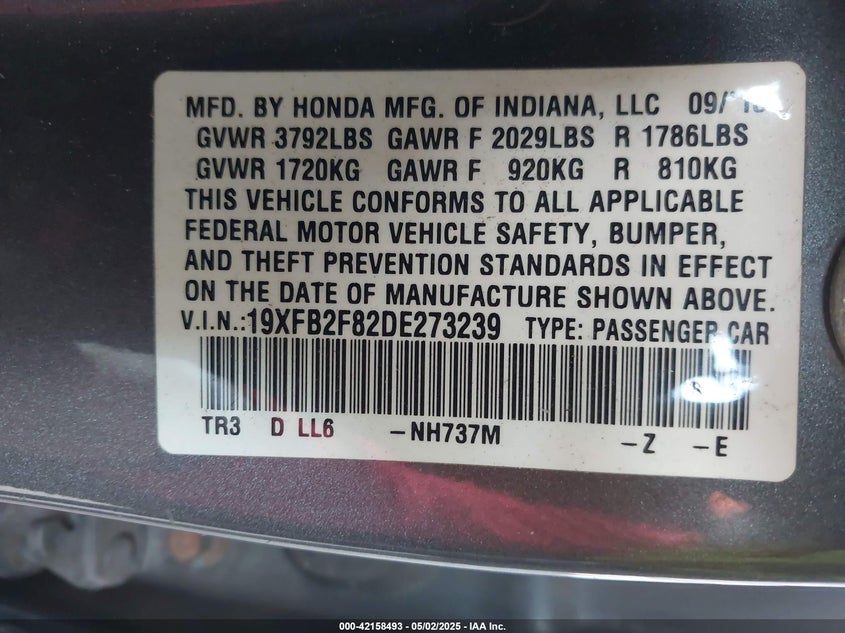 MFD. BY HONDA MFG. OF INDIANA, LLC 09/
GVWR 3792LBS GAWR F 2029LBS R 1786LBS
GVWR 1720KG GAWR F 920KG R 810KG
THIS VEHICLE CONFORMS TO ALL APPLICABLE
FEDERAL MOTOR VEHICLE SAFETY, BUMPER,
AND THEFT PREVENTION STANDARDS IN EFFECT
ON THE DATE OF MANUFACTURE SHOWN ABOVE.
V.I.N.:19XFB2F82DE273239 TYPE: PASSENGER CAR
TR3 D LL6 -NH737M -Z -E
000-42158493 | 05/02/2025 - IAA Inc.